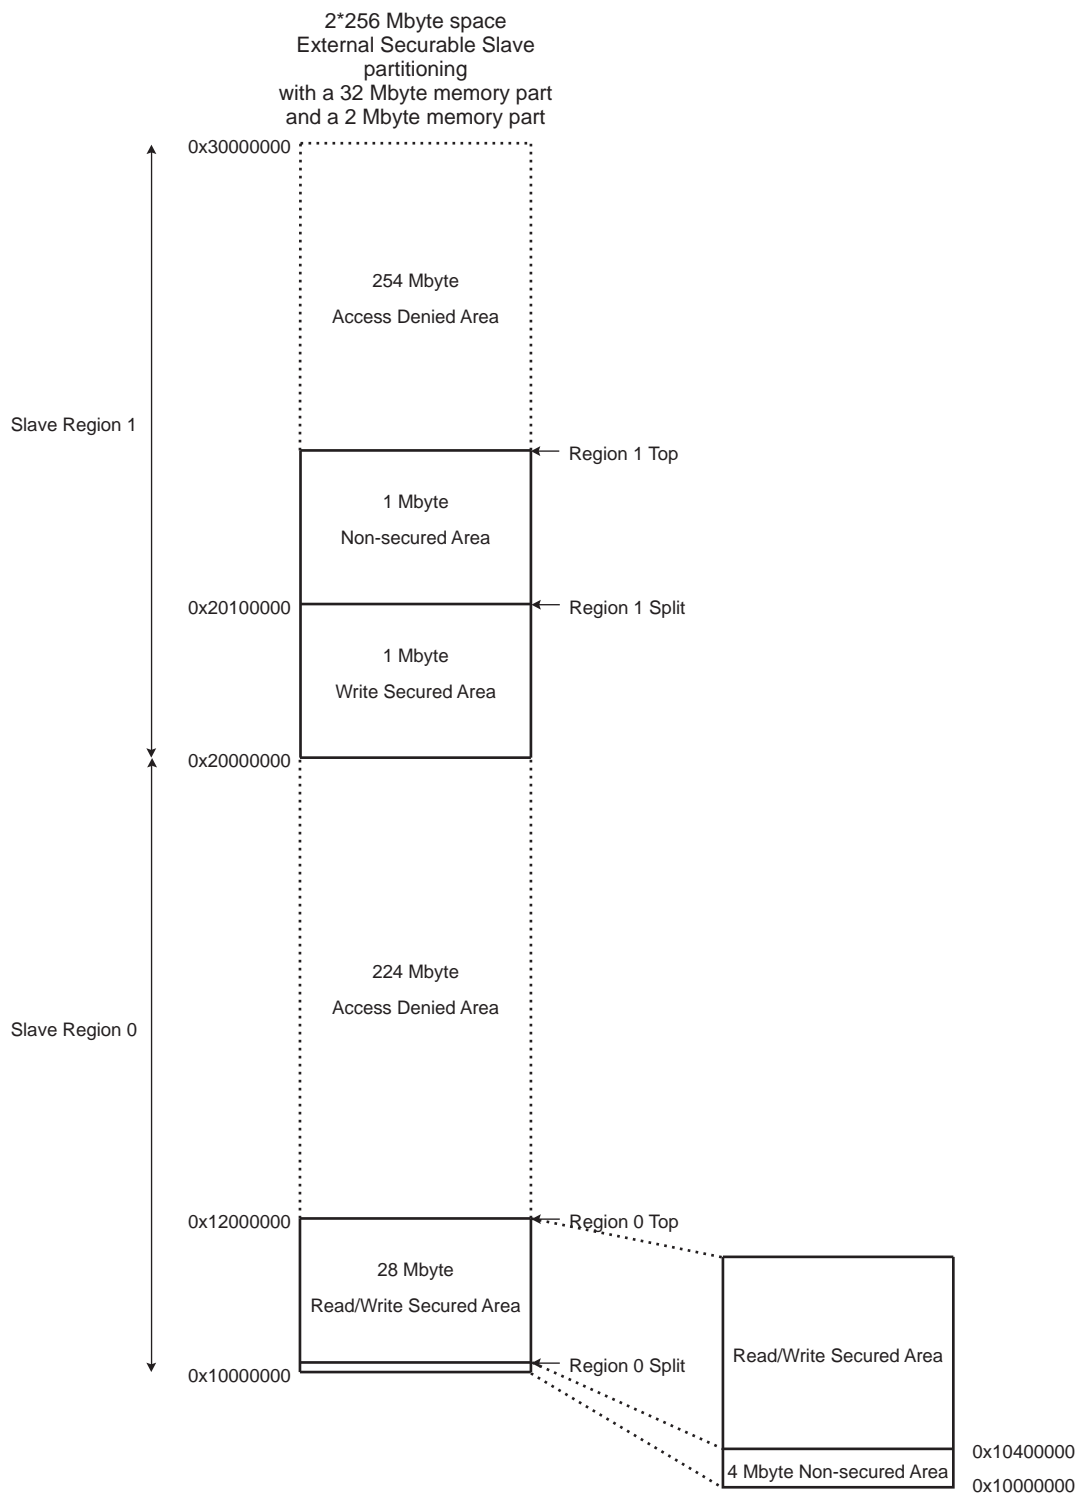 2*256 Mbyte space
External Securable Slave
partitioning
with a 32 Mbyte memory part
and a 2 Mbyte memory part
0x30000000
254 Mbyte
Access Denied Area
Slave Region 1
Region 1 Top
1 Mbyte
Non-secured Area
0x20100000
Region 1 Split
1 Mbyte
Write Secured Area
0x20000000
224 Mbyte
Access Denied Area
Slave Region 0
0x12000000
Region 0 Top
28 Mbyte
Read/Write Secured Area
Region 0 Split
0x10000000
Read/Write Secured Area
0x10400000
4 Mbyte Non-secured Area
0x10000000